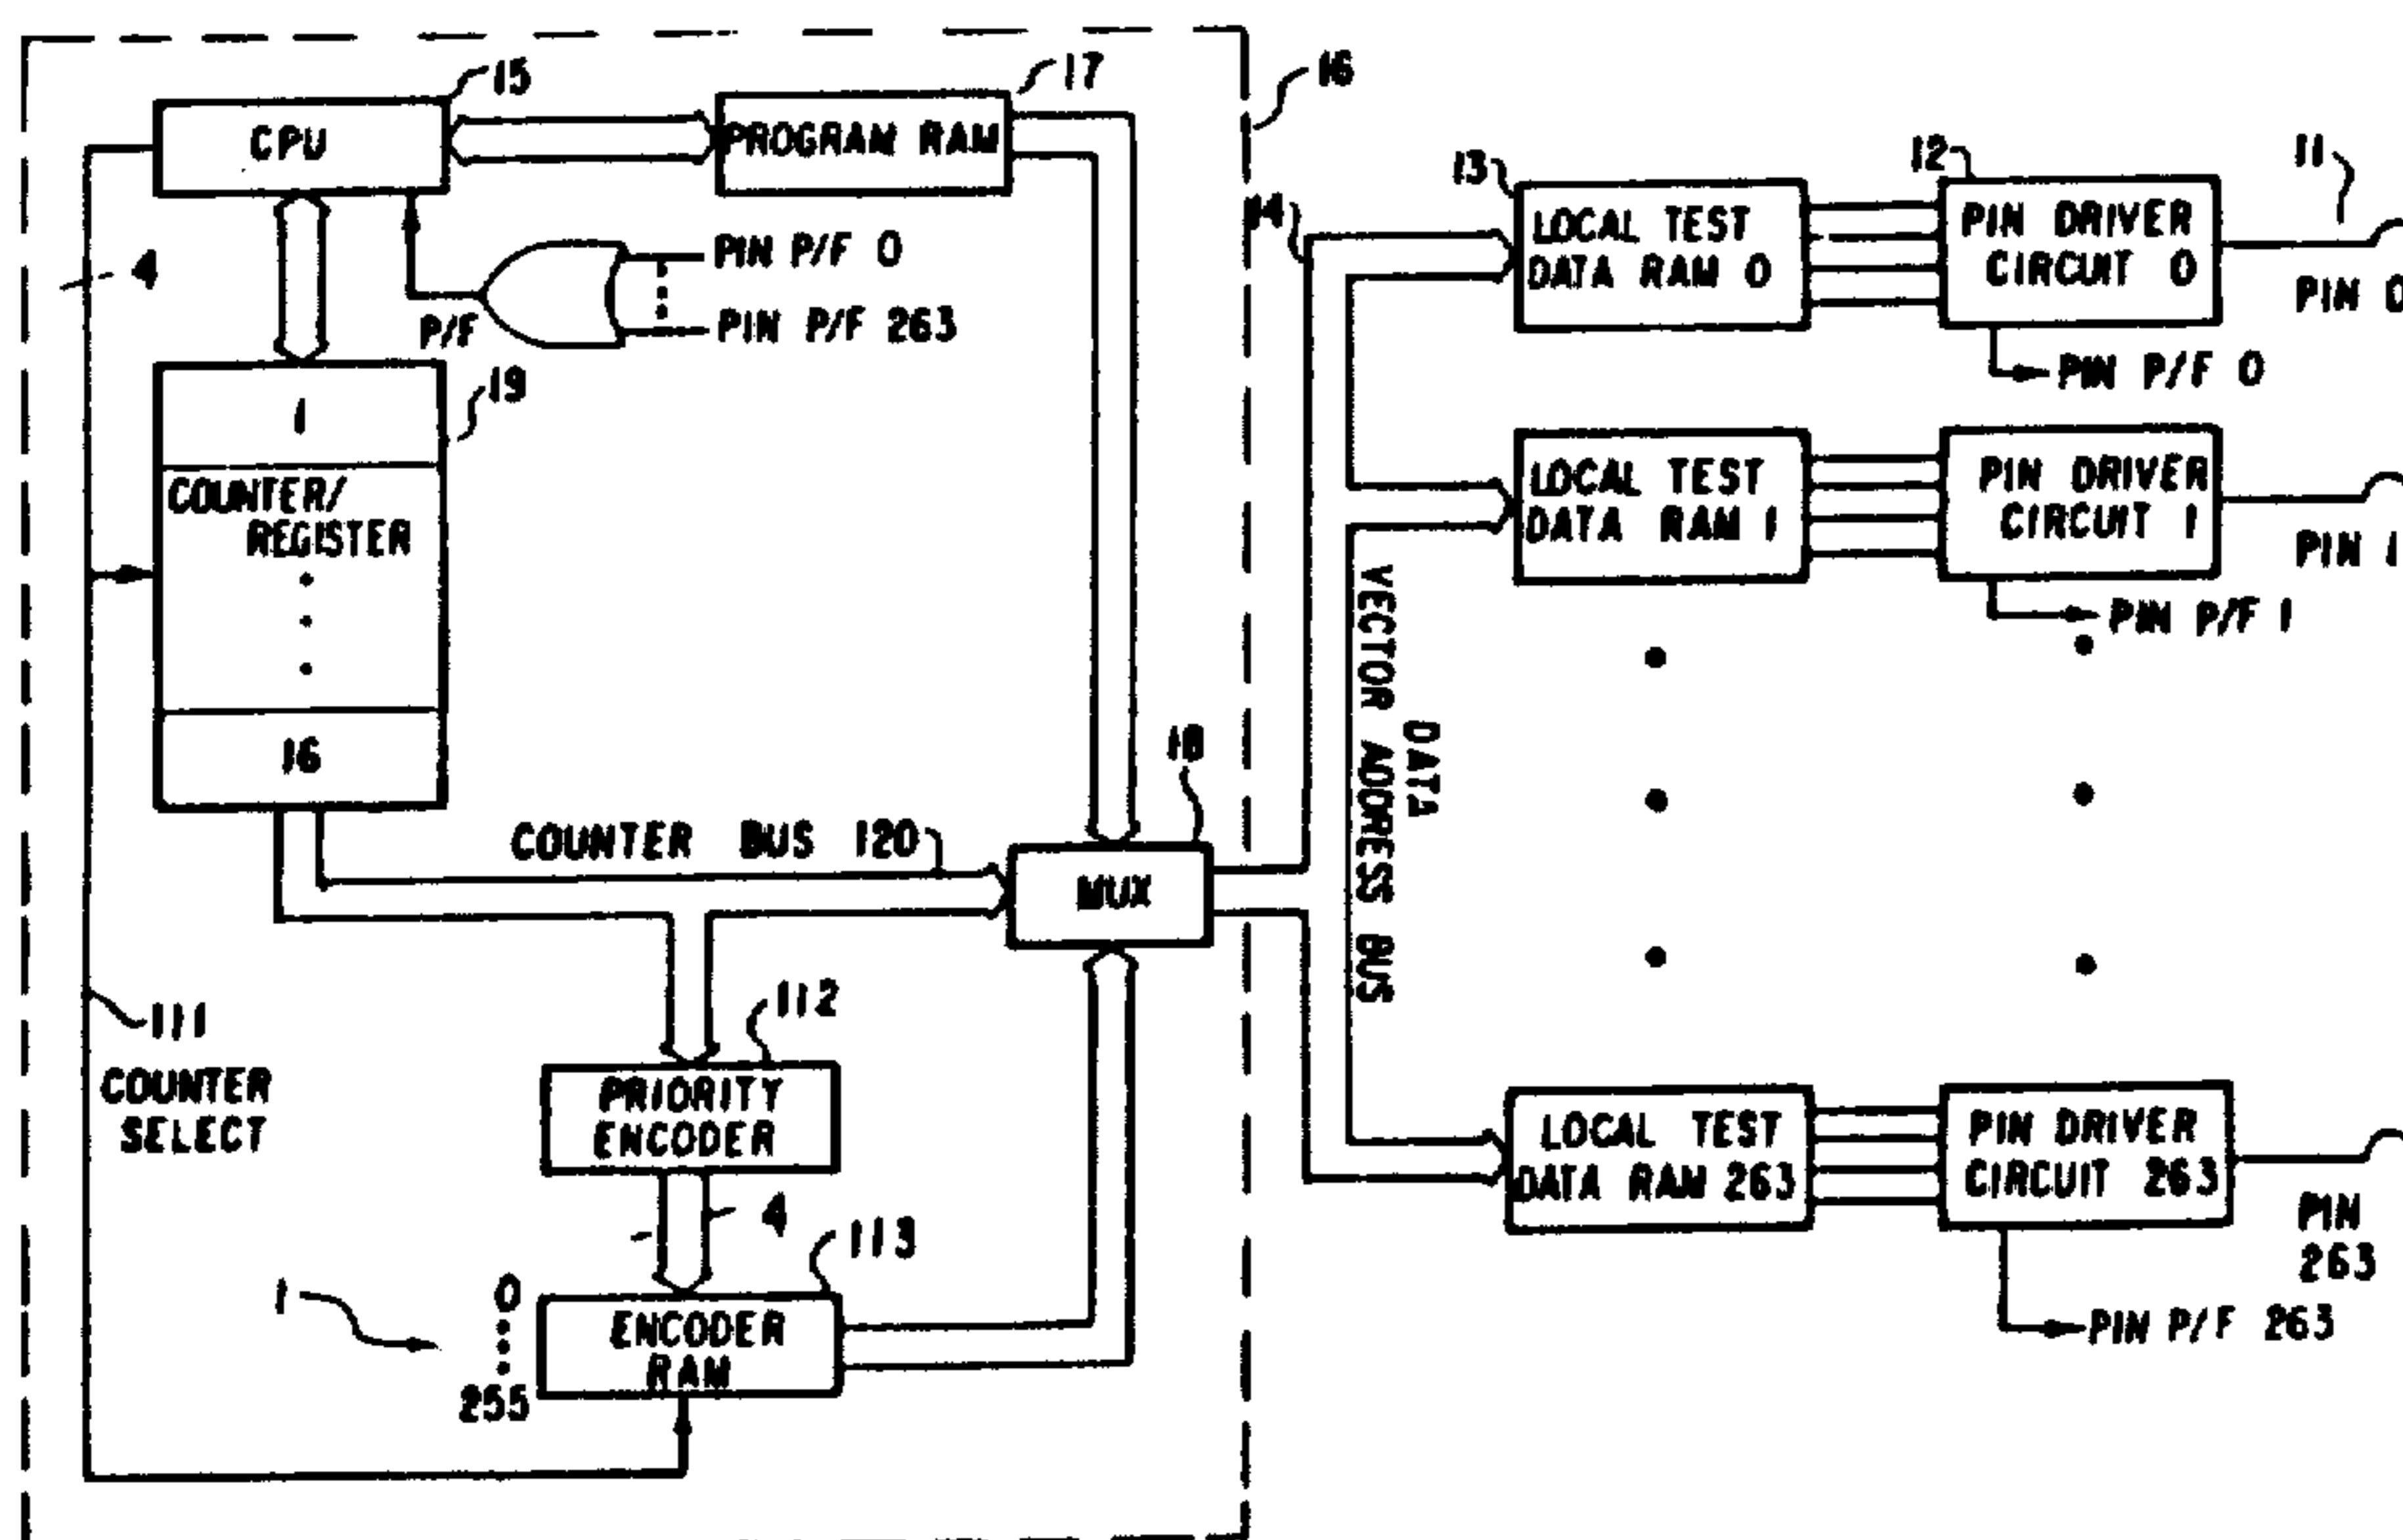 15
17
16
CPU
PROGRAM RAM
4
PIN P/F 0
P/F
PIN P/F 263
19
1
COUNTER/
REGISTER
16
COUNTER BUS 120
18
MUX
111
COUNTER
SELECT
112
PRIORITY
ENCODER
4
113
1
0
255
ENCODER
RAM
14
VECTOR ADDRESS BUS
DATA
13
LOCAL TEST
DATA RAM 0
12
PIN DRIVER
CIRCUIT 0
11
PIN 0
PIN P/F 0
LOCAL TEST
DATA RAM 1
PIN DRIVER
CIRCUIT 1
PIN 1
PIN P/F 1
LOCAL TEST
DATA RAM 263
PIN DRIVER
CIRCUIT 263
PIN
263
PIN P/F 263